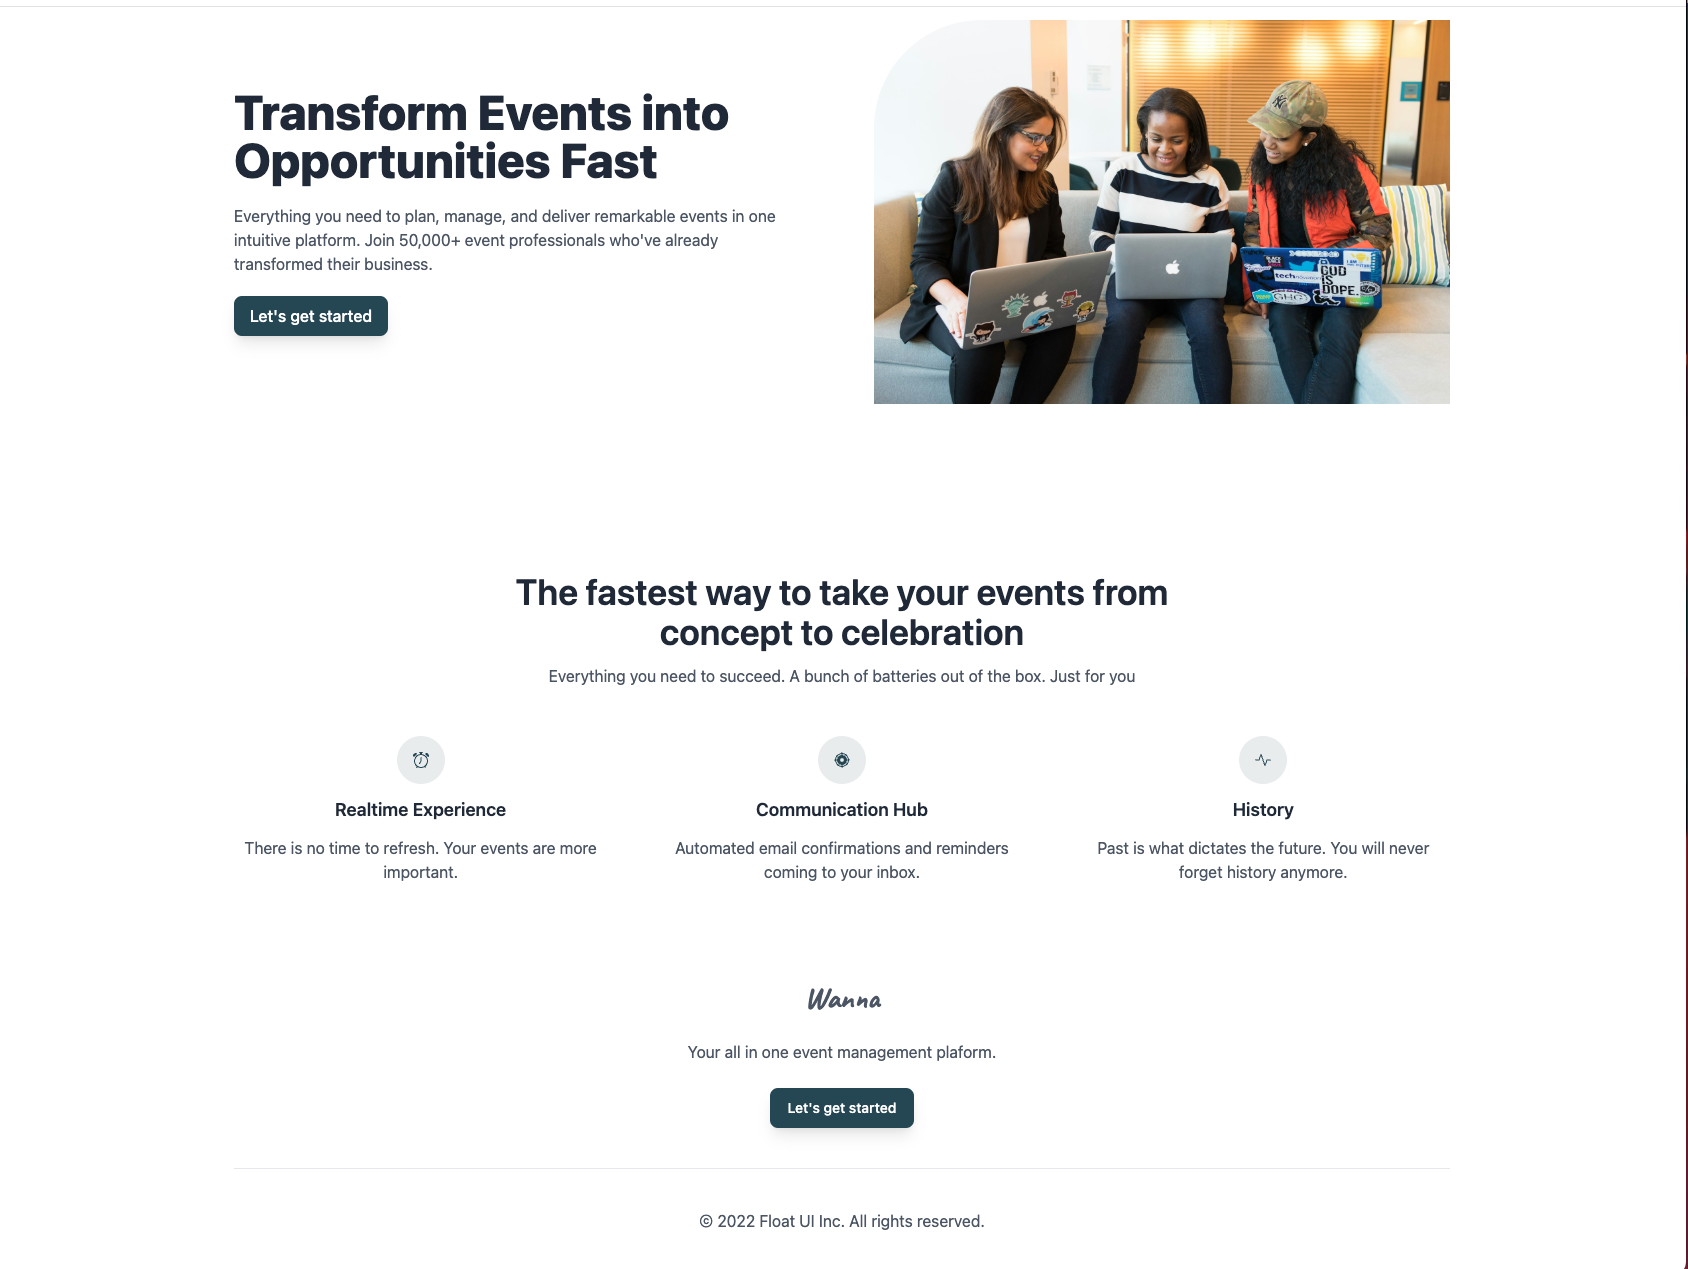 Transform Events into
Opportunities Fast
Everything you need to plan, manage, and deliver remarkable events in one
intuitive platform. Join 50,000+ event professionals who've already
transformed their business.
Let's get started
tech
GOD
IS
DOPE.
GHC
The fastest way to take your events from
concept to celebration
Everything you need to succeed. A bunch of batteries out of the box. Just for you
Realtime Experience
There is no time to refresh. Your events are more
important.
Communication Hub
Automated email confirmations and reminders
coming to your inbox.
History
Past is what dictates the future. You will never
forget history anymore.
Wanna
Your all in one event management plaform.
Let's get started
© 2022 Float UI Inc. All rights reserved.